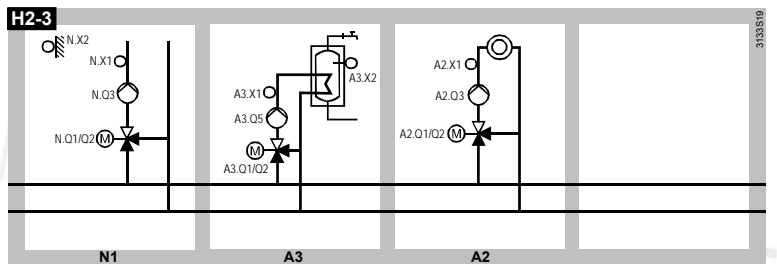 H2-3
3133S19
N.X2
N.X1
N.Q3
N.Q1/Q2
M
A3.X2
A3.X1
A3.Q5
M
A3.Q1/Q2
A2.X1
A2.Q3
A2.Q1/Q2
M
N1
A3
A2